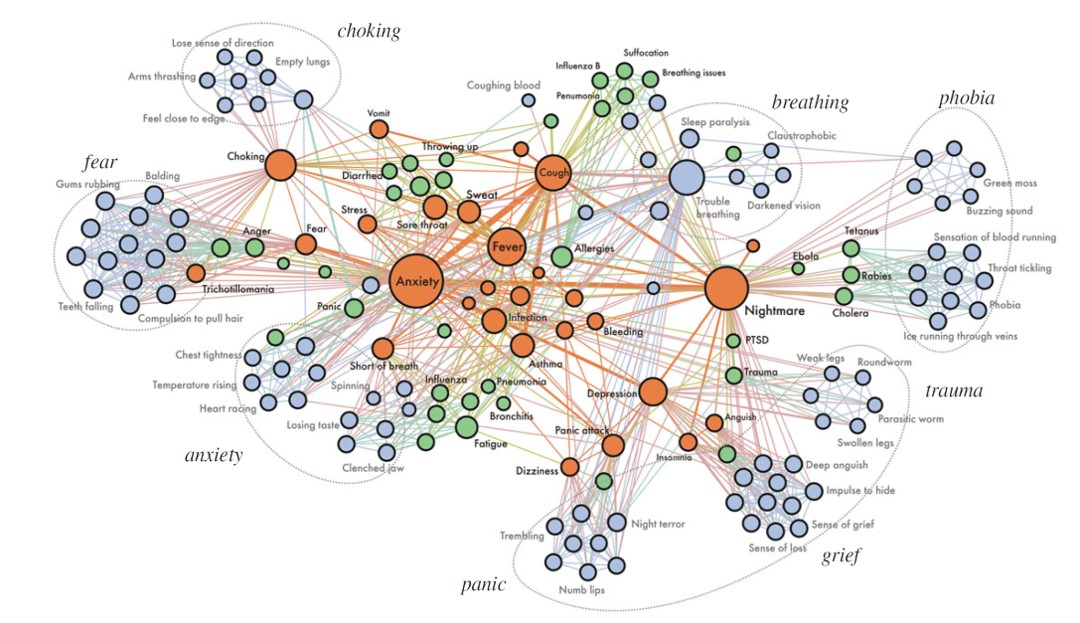 choking
Lose sense of direction
Empty lungs
Arms thrashing
Feel close to edge
Suffocation
Influenza B
Breathing issues
Penumonia
Coughing blood
breathing
phobia
Vomit
Sleep paralysis
Claustrophobic
Choking
Throwing up
Diarrhea
Cough
fear
Gums rubbing
Balding
Green moss
Buzzing sound
Sweat
Trouble
breathing
Darkened vision
Stress
Sore throat
Anger
Fear
Fever
Allergies
Tetanus
Sensation of blood running
Ebola
Throat tickling
Rabies
Anxiety
Trichotillomania
Teeth falling
Compulsion to pull hair
Panic
Cholera
Phobia
Nightmare
Infection
Bleeding
Ice running through veins
PTSD
Chest tightness
Short of breath
Asthma
Weak legs
Roundworm
Temperature rising
Spinning
Influenza
Pneumonia
Trauma
trauma
Depression
Heart racing
Bronchitis
Anguish
Parasitic worm
Losing taste
Panic attack
Swollen legs
Fatigue
anxiety
Clenched jaw
Dizziness
Insomnia
Deep anguish
Impulse to hide
Trembling
Night terror
Sense of grief
Sense of loss
grief
panic
Numb lips